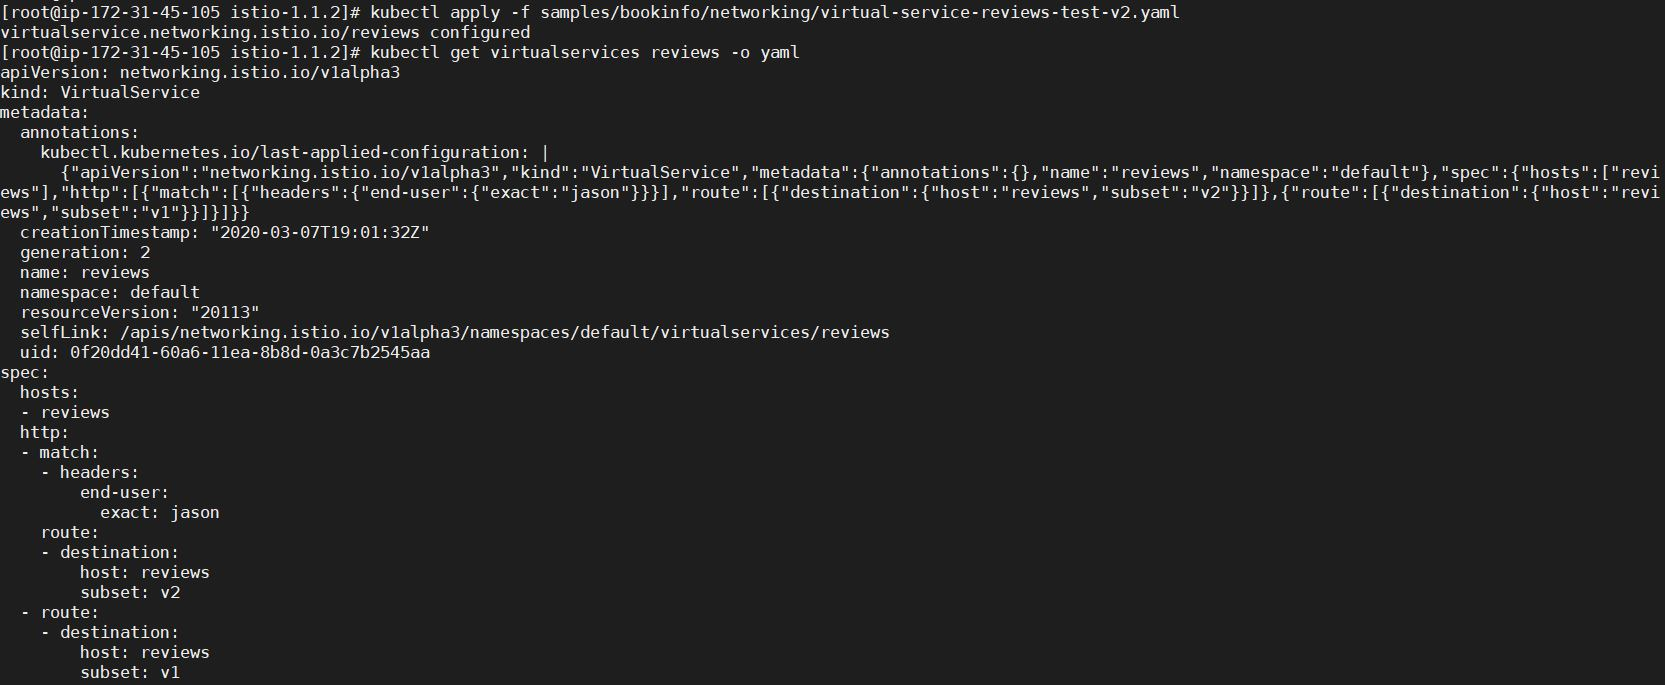 [root@ip-172-31-45-105 istio-1.1.2]# kubectl apply -f samples/bookinfo/networking/virtual-service-reviews-test-v2.yaml
virtualservice.networking.istio.io/reviews configured
[root@ip-172-31-45-105 istio-1.1.2]# kubectl get virtualservices reviews -o yaml
apiVersion: networking.istio.io/v1alpha3
kind: VirtualService
metadata:
  annotations:
    kubectl.kubernetes.io/last-applied-configuration: |
      {"apiVersion":"networking.istio.io/v1alpha3","kind":"VirtualService","metadata":{"annotations":{},"name":"reviews","namespace":"default"},"spec":{"hosts":["revi
ews"],"http":[{"match":[{"headers":{"end-user":{"exact":"jason"}}}],"route":[{"destination":{"host":"reviews","subset":"v2"}}]},{"route":[{"destination":{"host":"revi
ews","subset":"v1"}}]}]}}
  creationTimestamp: "2020-03-07T19:01:32Z"
  generation: 2
  name: reviews
  namespace: default
  resourceVersion: "20113"
  selfLink: /apis/networking.istio.io/v1alpha3/namespaces/default/virtualservices/reviews
  uid: 0f20dd41-60a6-11ea-8b8d-0a3c7b2545aa
spec:
  hosts:
  - reviews
  http:
  - match:
    - headers:
        end-user:
          exact: jason
    route:
    - destination:
        host: reviews
        subset: v2
  - route:
    - destination:
        host: reviews
        subset: v1